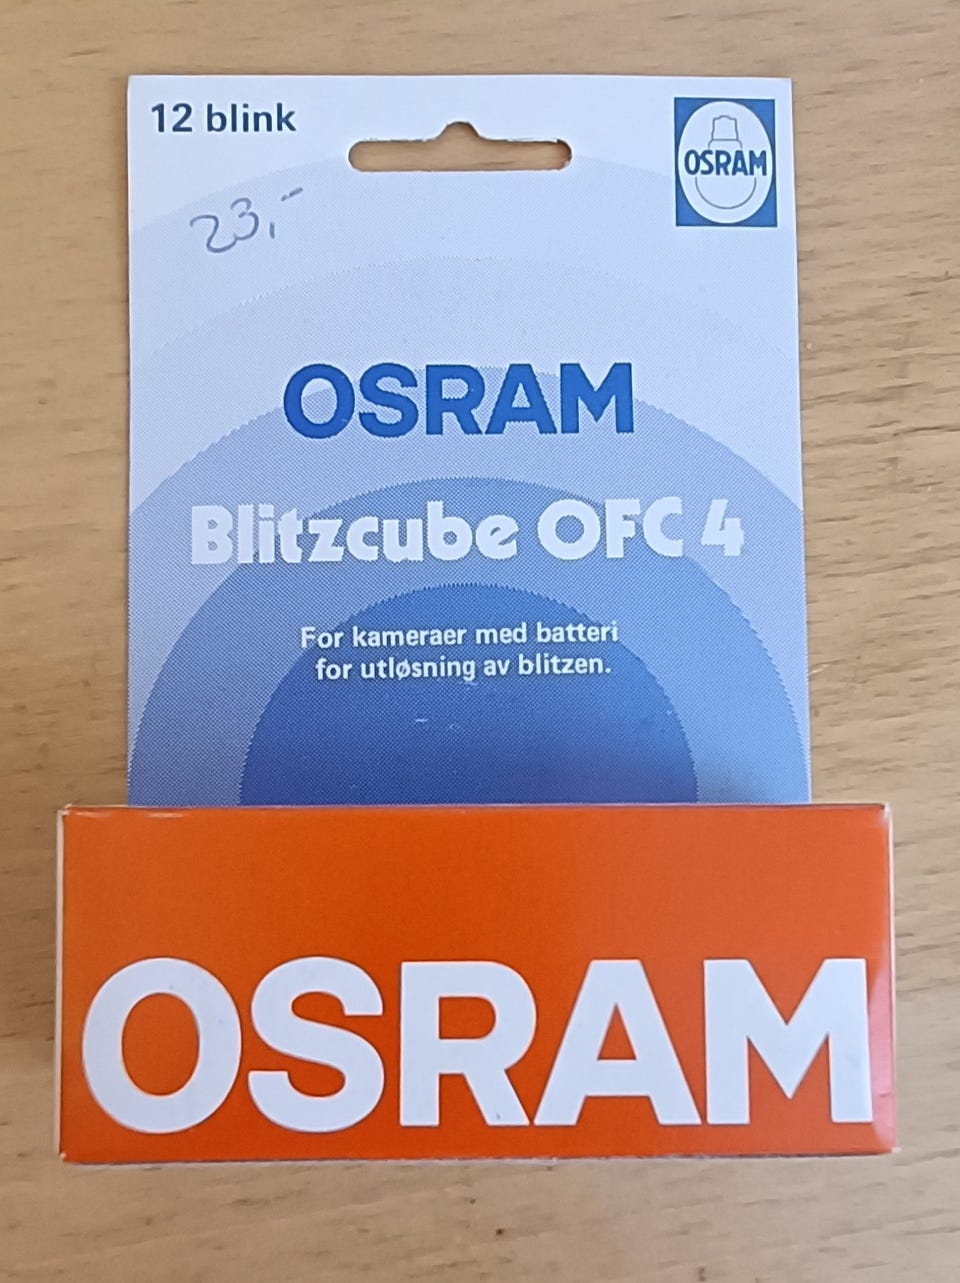 12 blink
OSRAM
23,-
OSRAM
Blitzcube OFC 4
For kameraer med batteri
for utløsning av blitzen.
OSRAM